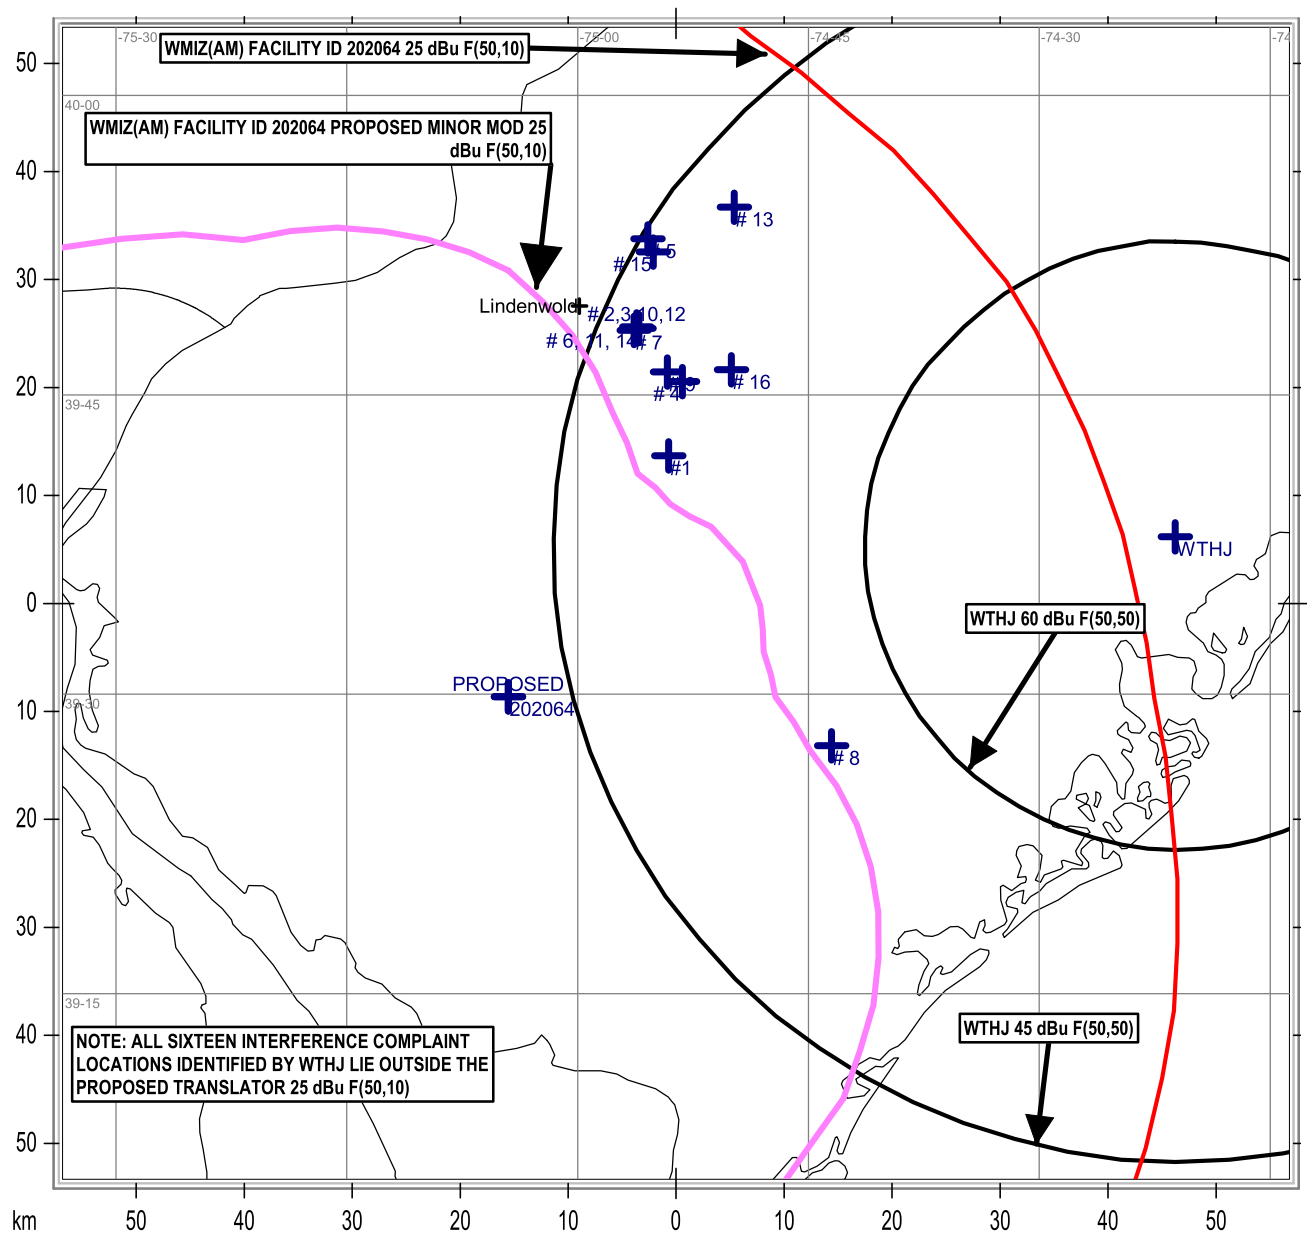 -75-30
-75-00
-74-45
-74-30
WMIZ(AM) FACILITY ID 202064 25 dBu F(50,10)
50
40-00
WMIZ(AM) FACILITY ID 202064 PROPOSED MINOR MOD 25
dBu F(50,10)
40
# 13
# 15
30
Lindenwold
# 2,3,10,12
# 6, 11, 14
# 7
20
# 16
# 4
39-45
#1
10
WTHJ
0
WTHJ 60 dBu F(50,50)
PROPOSED
202064
39-30
10
# 8
20
30
39-15
40
WTHJ 45 dBu F(50,50)
NOTE: ALL SIXTEEN INTERFERENCE COMPLAINT
LOCATIONS IDENTIFIED BY WTHJ LIE OUTSIDE THE
PROPOSED TRANSLATOR 25 dBu F(50,10)
50
km 50 40 30 20 10 0 10 20 30 40 50